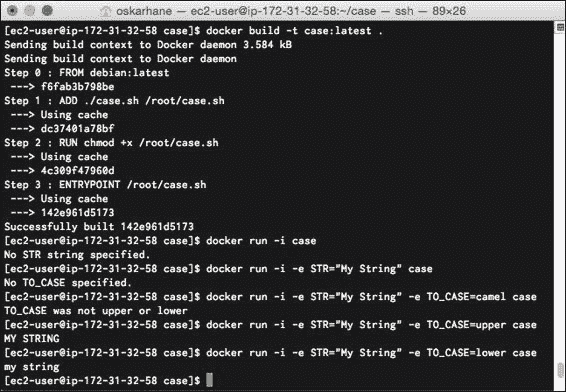 oskarhane — ec2-user@ip-172-31-32-58:~/case — ssh — 89×26
[ec2-user@ip-172-31-32-58 case]$ docker build -t case:latest .
Sending build context to Docker daemon 3.584 kB
Sending build context to Docker daemon
Step 0 : FROM debian:latest
---> f6fab3b798be
Step 1 : ADD ./case.sh /root/case.sh
---> Using cache
---> dc37401a78bf
Step 2 : RUN chmod +x /root/case.sh
---> Using cache
---> 4c309f47960d
Step 3 : ENTRYPOINT /root/case.sh
---> Using cache
---> 142e961d5173
Successfully built 142e961d5173
[ec2-user@ip-172-31-32-58 case]$ docker run -i case
No STR string specified.
[ec2-user@ip-172-31-32-58 case]$ docker run -i -e STR="My String" case
No TO_CASE specified.
[ec2-user@ip-172-31-32-58 case]$ docker run -i -e STR="My String" -e TO_CASE=camel case
TO_CASE was not upper or lower
[ec2-user@ip-172-31-32-58 case]$ docker run -i -e STR="My String" -e TO_CASE=upper case
MY STRING
[ec2-user@ip-172-31-32-58 case]$ docker run -i -e STR="My String" -e TO_CASE=lower case
my string
[ec2-user@ip-172-31-32-58 case]$